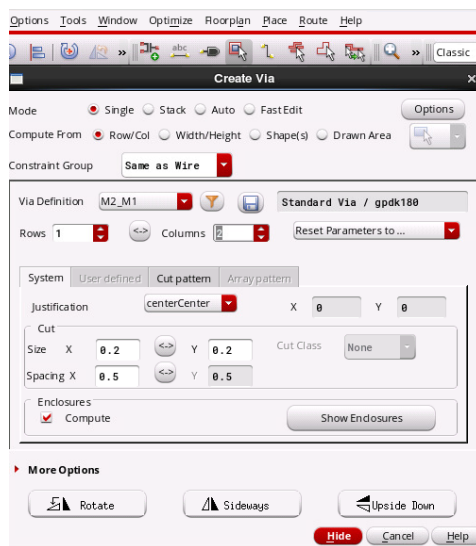 Options Tools Window Optimize Floorplan Place Route Help
abc » » Classic
Create Via
Mode Single Stack Auto FastEdit Options
Compute From Row/Col Width/Height Shape(s) Drawn Area
Constraint Group Same as Wire
Via Definition M2_M1 Standard Via / gpdk180
Rows 1 <-> Columns 2 Reset Parameters to ...
System User defined Cut pattern Array pattern
Justification centerCenter X 0 Y 0
Cut
Size X 0.2 <-> Y 0.2 Cut Class None
Spacing X 0.5 <-> Y 0.5
Enclosures
Compute Show Enclosures
More Options
Rotate Sideways Upside Down
Hide Cancel Help